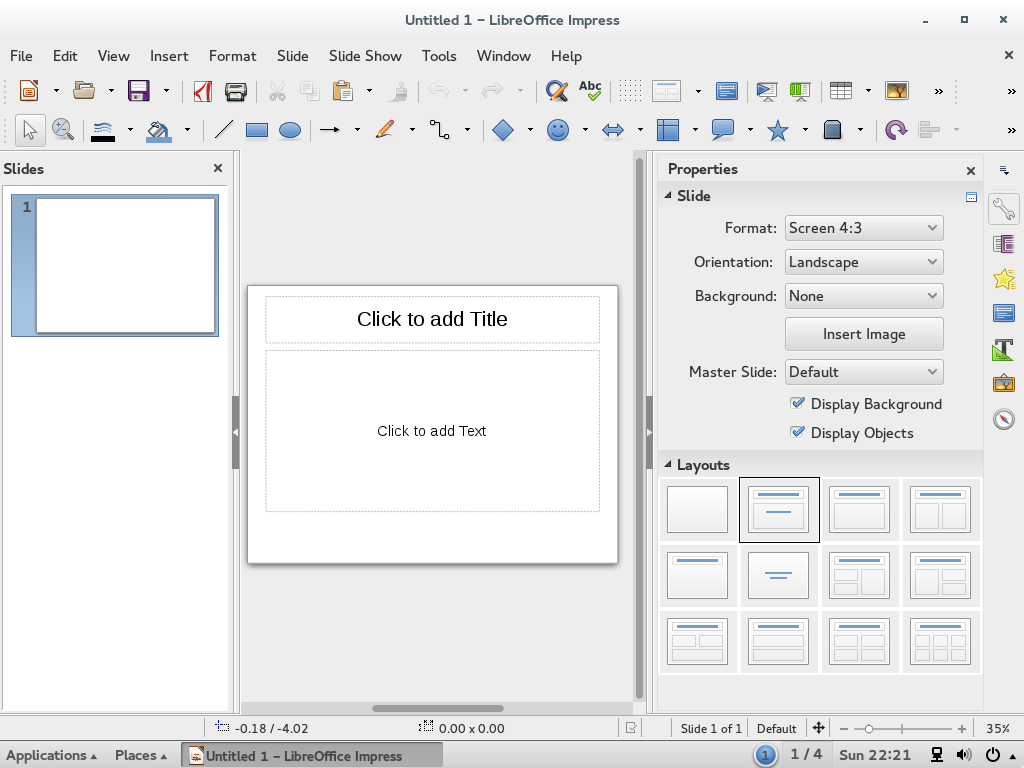 Untitled 1 – LibreOffice Impress
File Edit View Insert Format Slide Slide Show Tools Window Help
Abc
Slides
1
Click to add Title
Click to add Text
Properties
Slide
Format: Screen 4:3
Orientation: Landscape
Background: None
Insert Image
Master Slide: Default
Display Background
Display Objects
Layouts
-0.18 / -4.02 0.00 x 0.00 Slide 1 of 1 Default 35%
Applications Places Untitled 1 – LibreOffice Impress 1 1 / 4 Sun 22:21